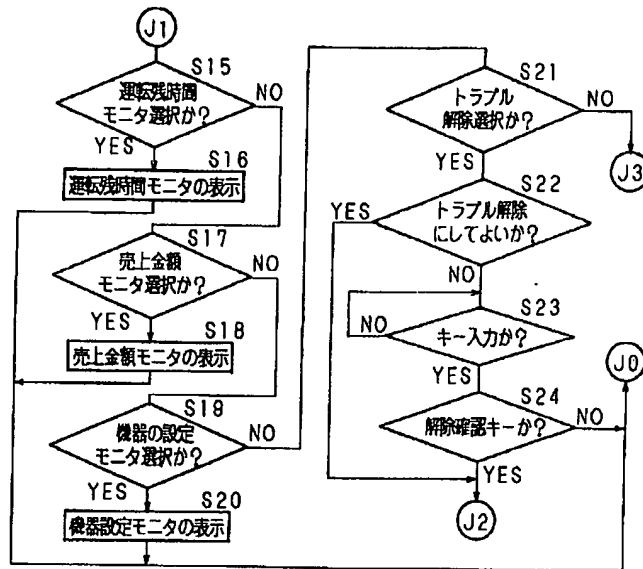 J1
S15
運転残時間
モニタ選択か?
NO
YES
S16
運転残時間モニタの表示
S17
売上金額
モニタ選択か?
NO
YES
S18
売上金額モニタの表示
S19
機器の設定
モニタ選択か?
NO
YES
S20
機器設定モニタの表示
S21
トラブル
解除選択か?
NO
J3
YES
S22
YES
トラブル解除
にしてよいか?
NO
S23
NO
キー入力か?
J0
YES
S24
解除確認キーか?
NO
YES
J2